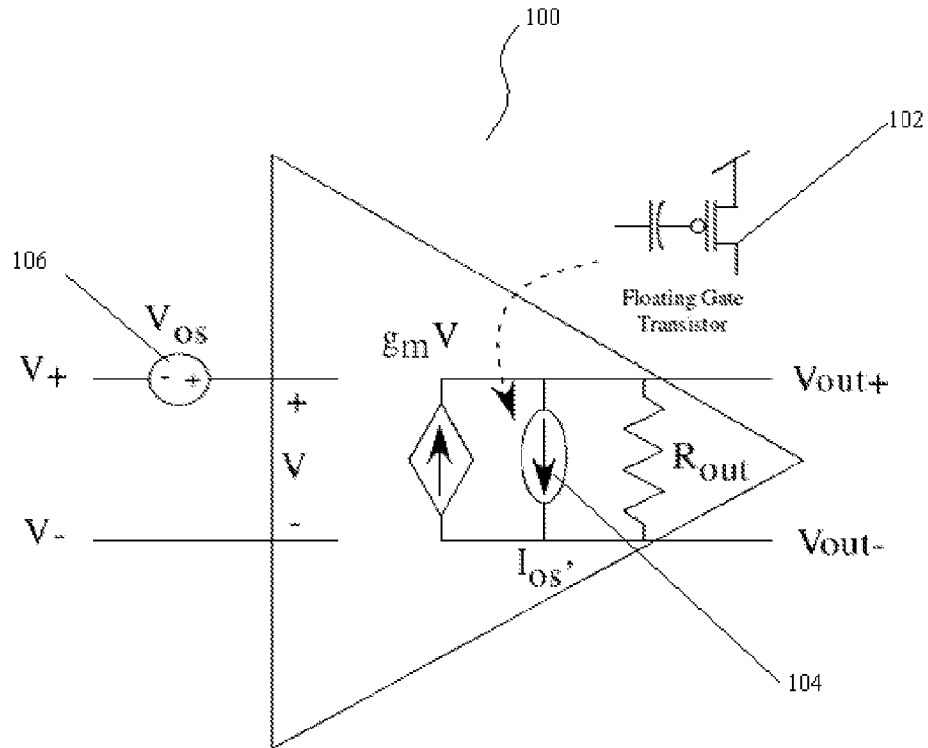 100
102
106
Vos
Floating Gate
Transistor
gmV
V+
- +
Vout+
+
V
Rout
-
V-
Vout-
Ios'
104